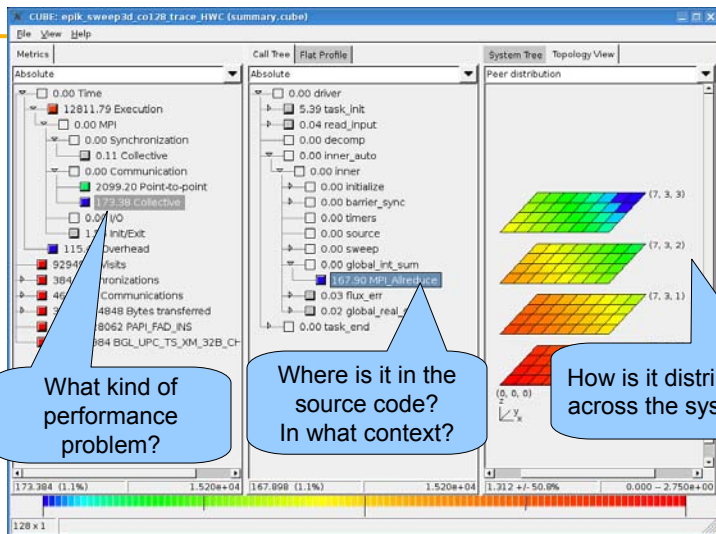 CUBE: epik_sweep3d_co128_trace_HWC (summary.cube)
File View Help
Metrics
Absolute
0.00 Time
12811.79 Execution
0.00 MPI
0.00 Synchronization
0.11 Collective
0.00 Communication
2099.20 Point-to-point
173.38 Collective
I/O
Init/Exit
115. Overhead
Visits
Communications
Bytes transferred
28062 PAPI_FAD_INS
984 BGL_UPC_TS_XM_32B_CH
What kind of
performance
problem?
173.384 (1.1%) 1.520e+04
Call Tree Flat Profile
Absolute
0.00 driver
5.39 task_init
0.04 read_input
0.00 decomp
0.00 inner_auto
0.00 inner
0.00 initialize
0.00 barrier_sync
0.00 timers
0.00 source
0.00 sweep
0.00 global_int_sum
167.90 MPI_Allreduce
0.03 flux_err
0.02 global_real_
0.00 task_end
Where is it in the
source code?
In what context?
167.898 (1.1%) 1.520e+04
System Tree Topology View
Peer distribution
(7, 3, 3)
(7, 3, 2)
(7, 3, 1)
(0, 0, 0)
z
y
x
How is it distri
across the sys
1.312 +/- 50.8% 0.000 - 2.750e+00
128 x 1